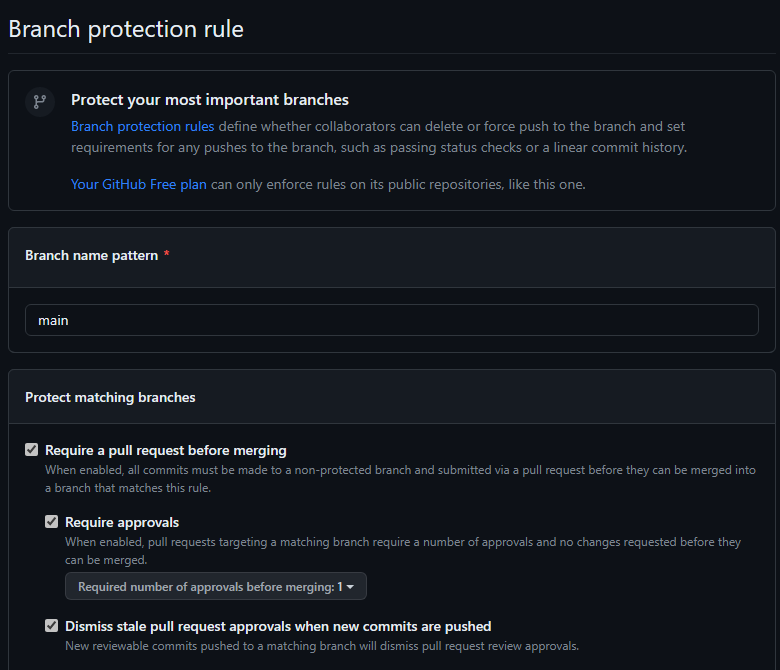 Branch protection rule
Protect your most important branches
Branch protection rules define whether collaborators can delete or force push to the branch and set
requirements for any pushes to the branch, such as passing status checks or a linear commit history.
Your GitHub Free plan can only enforce rules on its public repositories, like this one.
Branch name pattern *
main
Protect matching branches
Require a pull request before merging
When enabled, all commits must be made to a non-protected branch and submitted via a pull request before they can be merged into
a branch that matches this rule.
Require approvals
When enabled, pull requests targeting a matching branch require a number of approvals and no changes requested before they
can be merged.
Required number of approvals before merging: 1
Dismiss stale pull request approvals when new commits are pushed
New reviewable commits pushed to a matching branch will dismiss pull request review approvals.